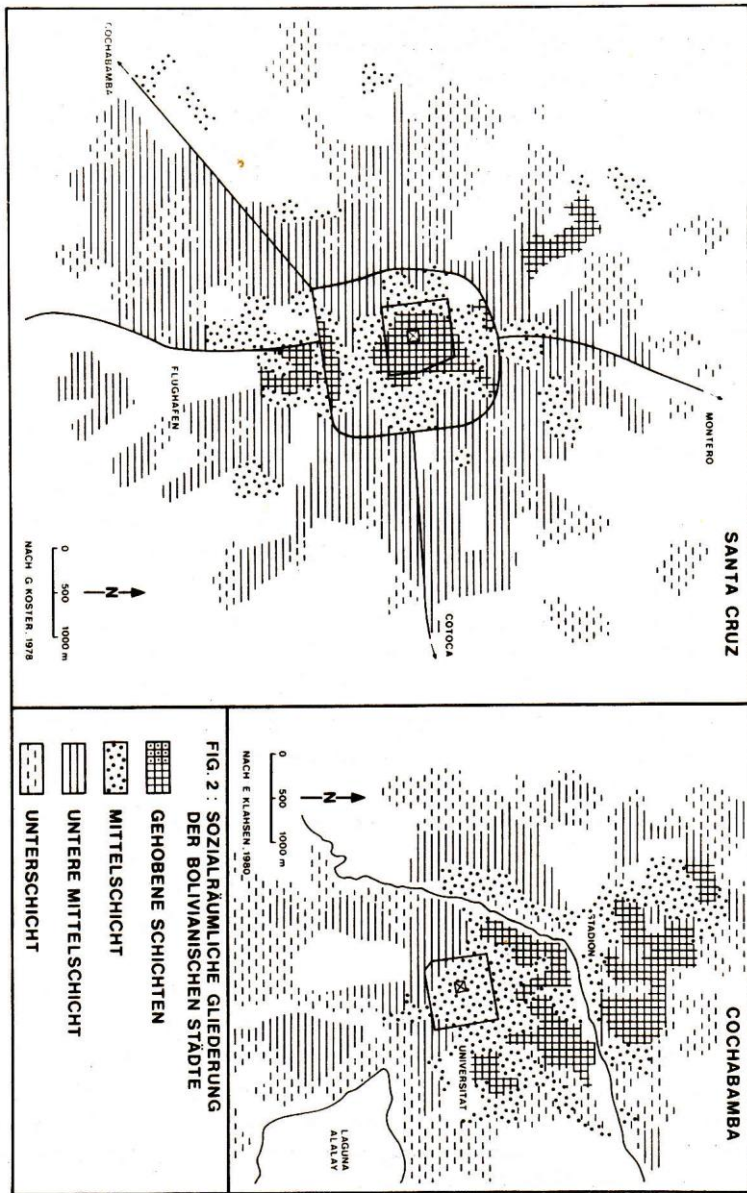 SANTA CRUZ
MONTERO
COCHABAMBA
COTOCA
FLUGHAFEN
0 500 1000 m
N
NACH G KOSTER, 1978
COCHABAMBA
STADION
UNIVERSITÄT
LAGUNA
ALALAY
0 500 1000 m
N
NACH E KLAHSEN, 1980
FIG. 2 : SOZIALRÄUMLICHE GLIEDERUNG
DER BOLIVIANISCHEN STÄDTE
GEHOBENE SCHICHTEN
MITTELSCHICHT
UNTERE MITTELSCHICHT
UNTERSCHICHT